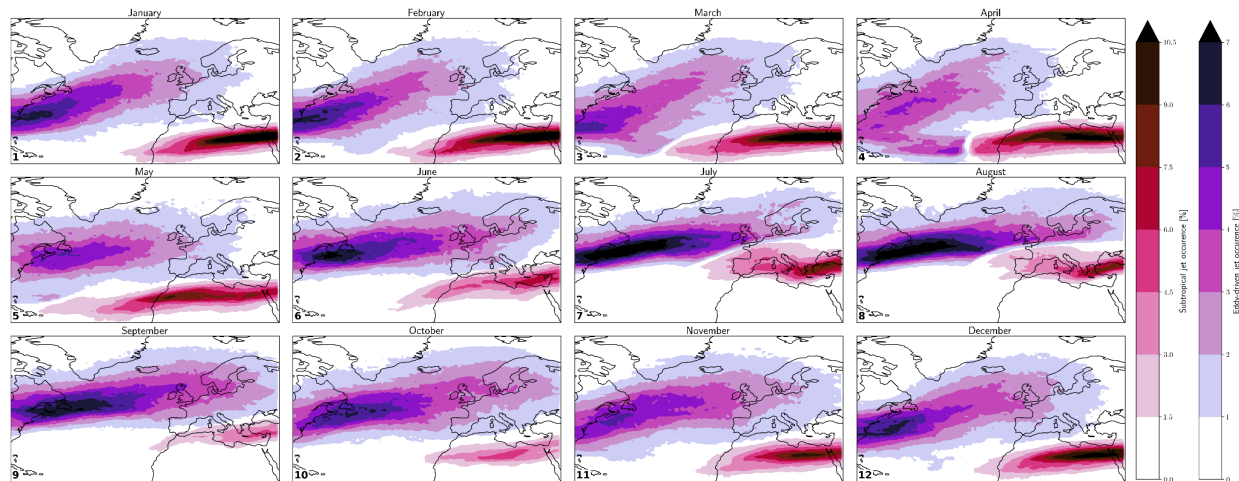 January
February
March
April
1
2
3
4
May
June
July
August
5
6
7
8
September
October
November
December
9
10
11
12
10.5
9.0
7.5
6.0
4.5
3.0
1.5
0.0
Subtropical jet occurence [%]
7
6
5
4
3
2
1
0
Eddy-driven jet occurence [%]